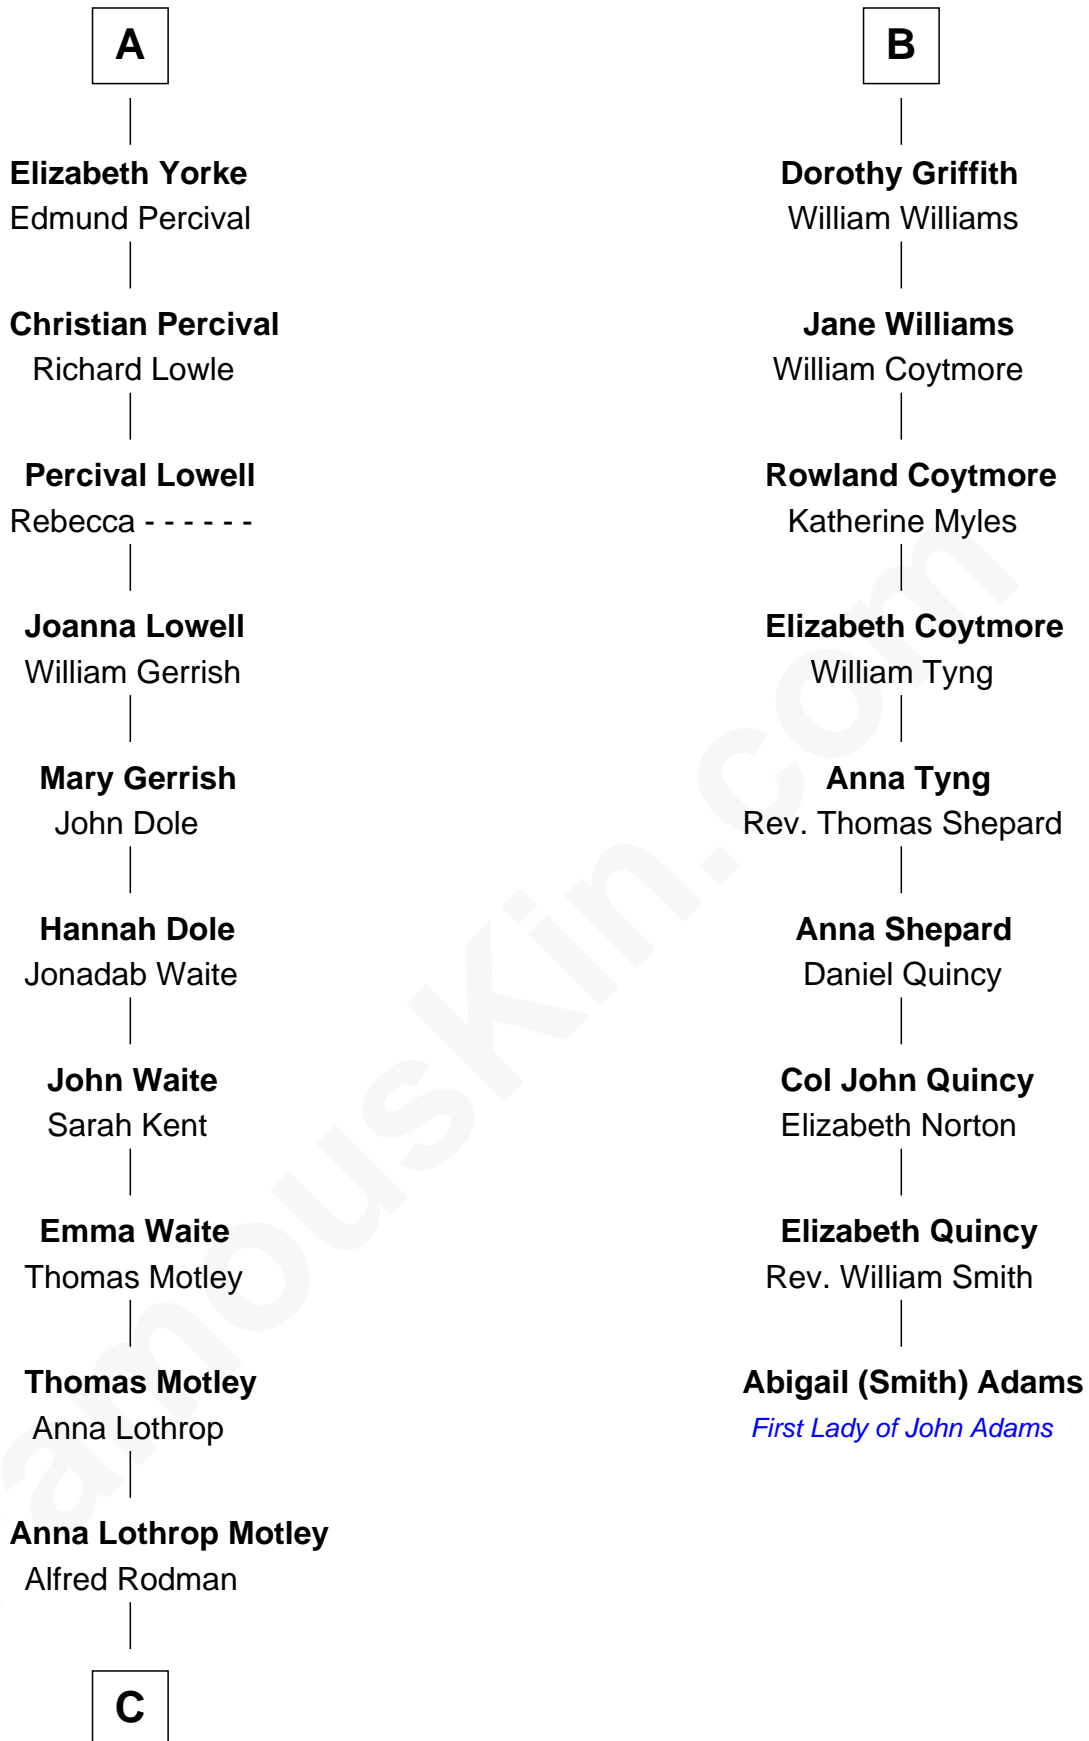 A
Elizabeth Yorke
Edmund Percival
Christian Percival
Richard Lowle
Percival Lowell
Rebecca - - - - - -
Joanna Lowell
William Gerrish
Mary Gerrish
John Dole
Hannah Dole
Jonadab Waite
John Waite
Sarah Kent
Emma Waite
Thomas Motley
Thomas Motley
Anna Lothrop
Anna Lothrop Motley
Alfred Rodman
C
B
Dorothy Griffith
William Williams
Jane Williams
William Coytmore
Rowland Coytmore
Katherine Myles
Elizabeth Coytmore
William Tyng
Anna Tyng
Rev. Thomas Shepard
Anna Shepard
Daniel Quincy
Col John Quincy
Elizabeth Norton
Elizabeth Quincy
Rev. William Smith
Abigail (Smith) Adams
First Lady of John Adams
amouskin.com